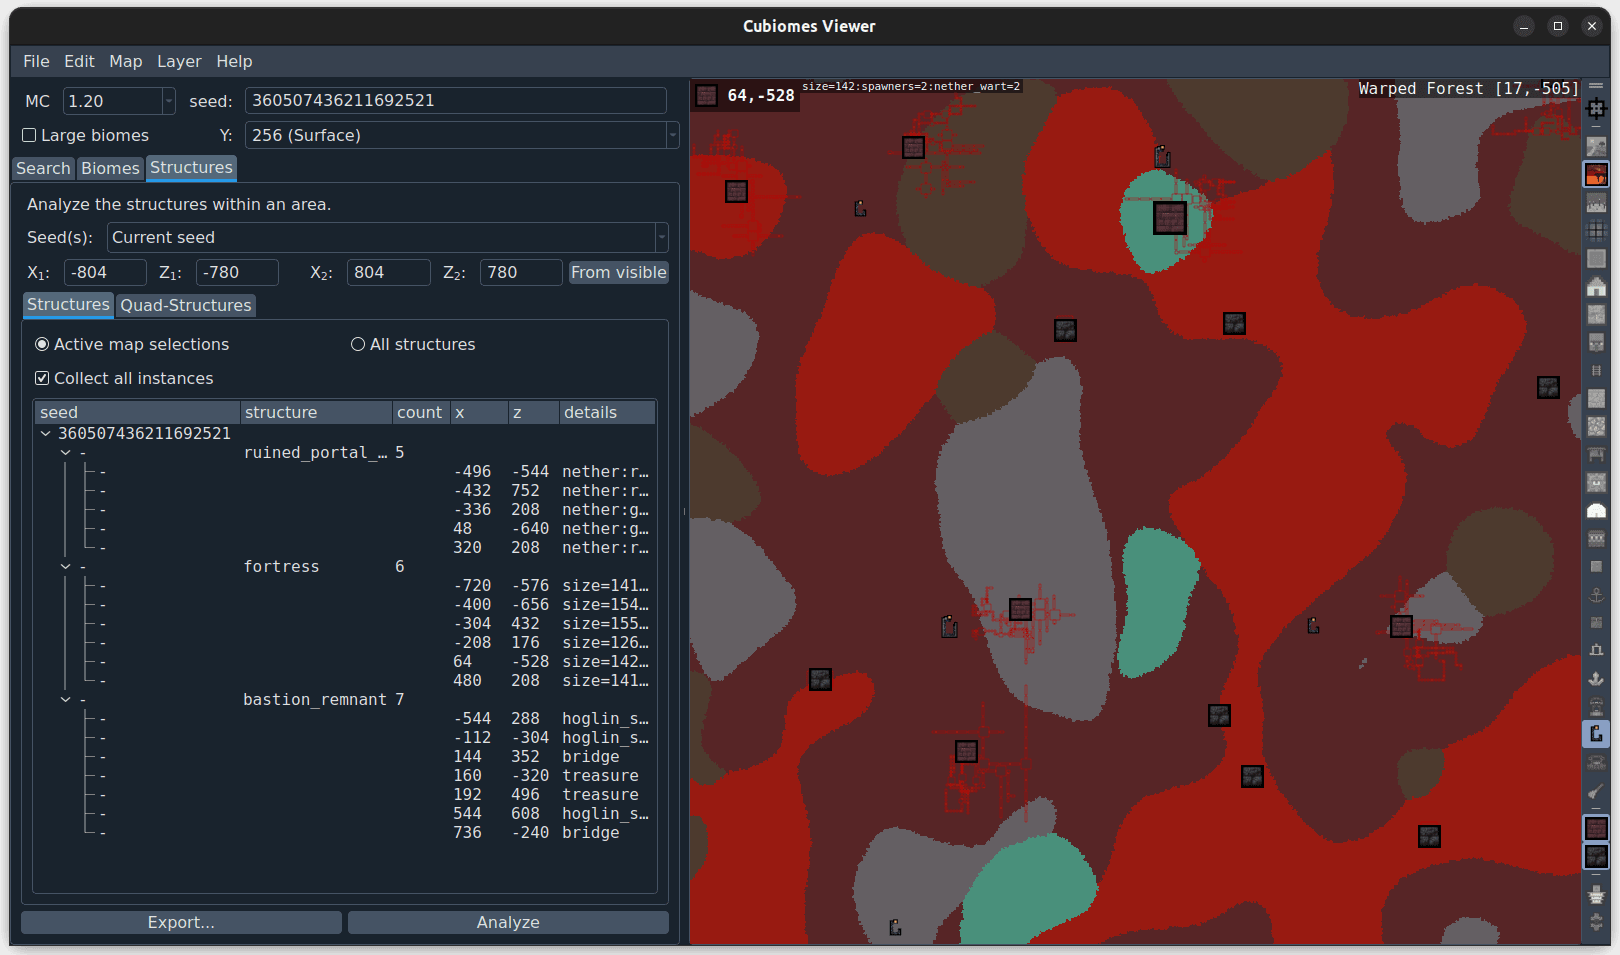 Cubiomes Viewer
File Edit Map Layer Help
MC 1.20 seed: 360507436211692521
Large biomes Y: 256 (Surface)
Search Biomes Structures
Analyze the structures within an area.
Seed(s): Current seed
X₁: -804 Z₁: -780 X₂: 804 Z₂: 780 From visible
Structures Quad-Structures
Active map selections All structures
Collect all instances
seed structure count x z details
360507436211692521
- ruined_portal_… 5
- -496 -544 nether:r…
- -432 752 nether:r…
- -336 208 nether:g…
- 48 -640 nether:g…
- 320 208 nether:r…
- fortress 6
- -720 -576 size=141…
- -400 -656 size=154…
- -304 432 size=155…
- -208 176 size=126…
- 64 -528 size=142…
- 480 208 size=141…
- bastion_remnant 7
- -544 288 hoglin_s…
- -112 -304 hoglin_s…
- 144 352 bridge
- 160 -320 treasure
- 192 496 treasure
- 544 608 hoglin_s…
- 736 -240 bridge
Export... Analyze
64,-528 size=142:spawners=2:nether_wart=2
Warped Forest [17,-505]